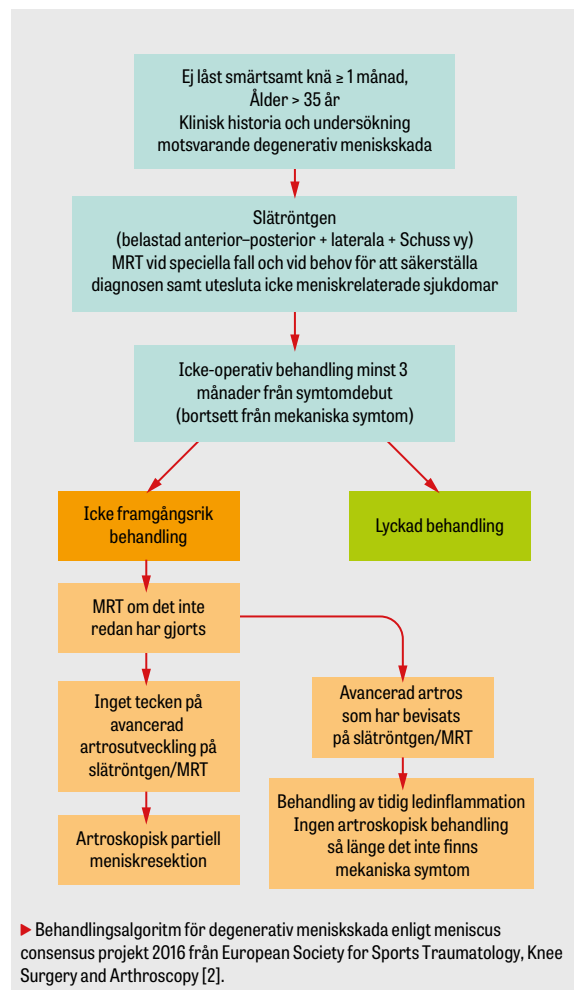 Ej låst smärtsamt knä ≥ 1 månad,
Ålder > 35 år
Klinisk historia och undersökning
motsvarande degenerativ meniskskada
Slätröntgen
(belastad anterior–posterior + laterala + Schuss vy)
MRT vid speciella fall och vid behov för att säkerställa
diagnosen samt utesluta icke meniskrelaterade sjukdomar
Icke-operativ behandling minst 3
månader från symtomdebut
(bortsett från mekaniska symtom)
Icke framgångsrik
behandling
Lyckad behandling
MRT om det inte
redan har gjorts
Inget tecken på
avancerad
artrosutveckling på
slätröntgen/MRT
Avancerad artros
som har bevisats
på slätröntgen/MRT
Artroskopisk partiell
meniskresektion
Behandling av tidig ledinflammation
Ingen artroskopisk behandling
så länge det inte finns
mekaniska symtom
▶ Behandlingsalgoritm för degenerativ meniskskada enligt meniscus
consensus projekt 2016 från European Society for Sports Traumatology, Knee
Surgery and Arthroscopy [2].